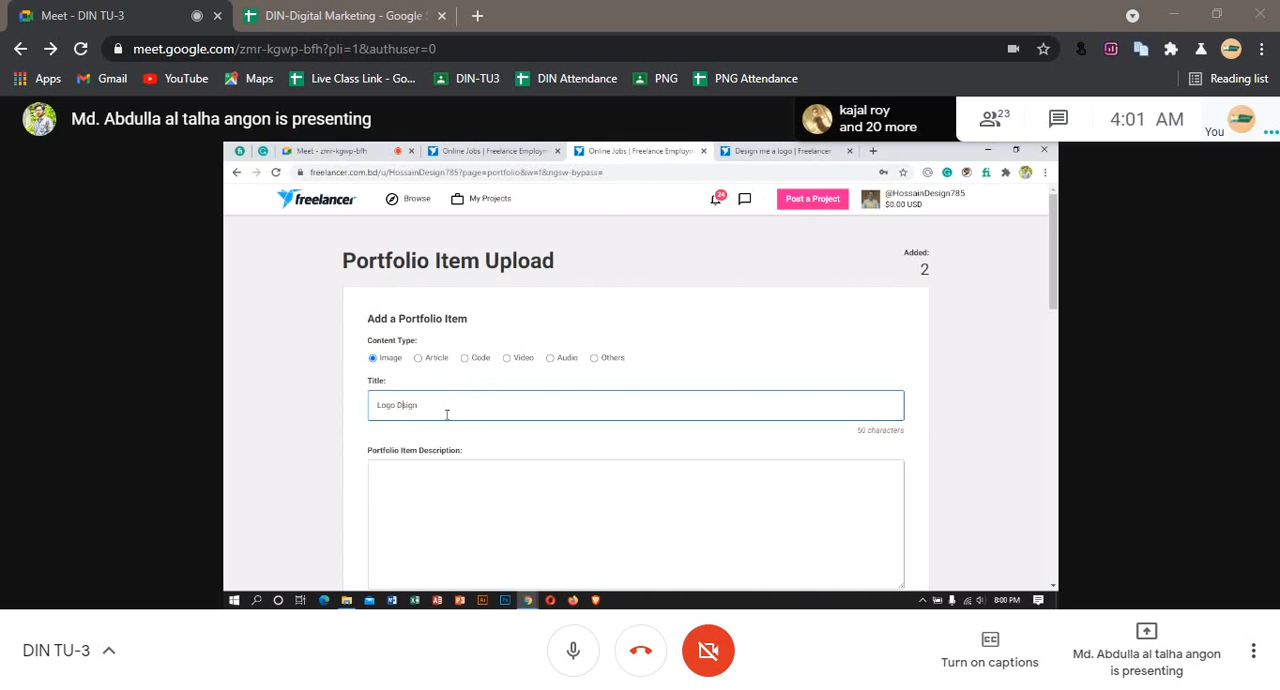 Meet - DIN TU-3
DIN-Digital Marketing - Google S
meet.google.com/zmr-kgwp-bfh?pli=1&authuser=0
Apps
Gmail
YouTube
Maps
Live Class Link - Go...
DIN-TU3
DIN Attendance
PNG
PNG Attendance
Reading list
Md. Abdulla al talha angon is presenting
kajal roy
and 20 more
23
4:01 AM
You
Meet - zmr-kgwp-bfh
Online Jobs | Freelance Employm
Online Jobs | Freelance Employm
Design me a logo | Freelancer
freelancer.com.bd/u/HossainDesign785?page=portfolio&w=f&ngsw-bypass=
freelancer
Browse
My Projects
24
Post a Project
@HossainDesign785
$0.00 USD
Portfolio Item Upload
Added:
2
Add a Portfolio Item
Content Type:
Image
Article
Code
Video
Audio
Others
Title:
Logo Dsign
50 characters
Portfolio Item Description:
8:00 PM
DIN TU-3
Turn on captions
Md. Abdulla al talha angon
is presenting